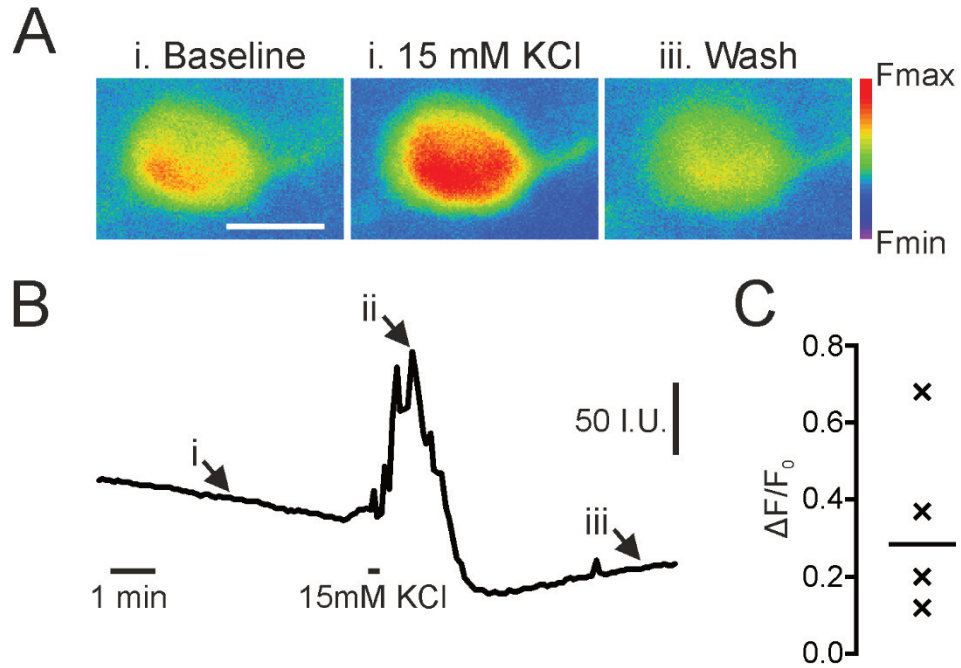 A
i. Baseline
i. 15 mM KCl
iii. Wash
Fmax
Fmin
B
i
ii
iii
50 I.U.
1 min
15mM KCl
C
0.8
0.6
0.4
0.2
0.0
ΔF/F₀